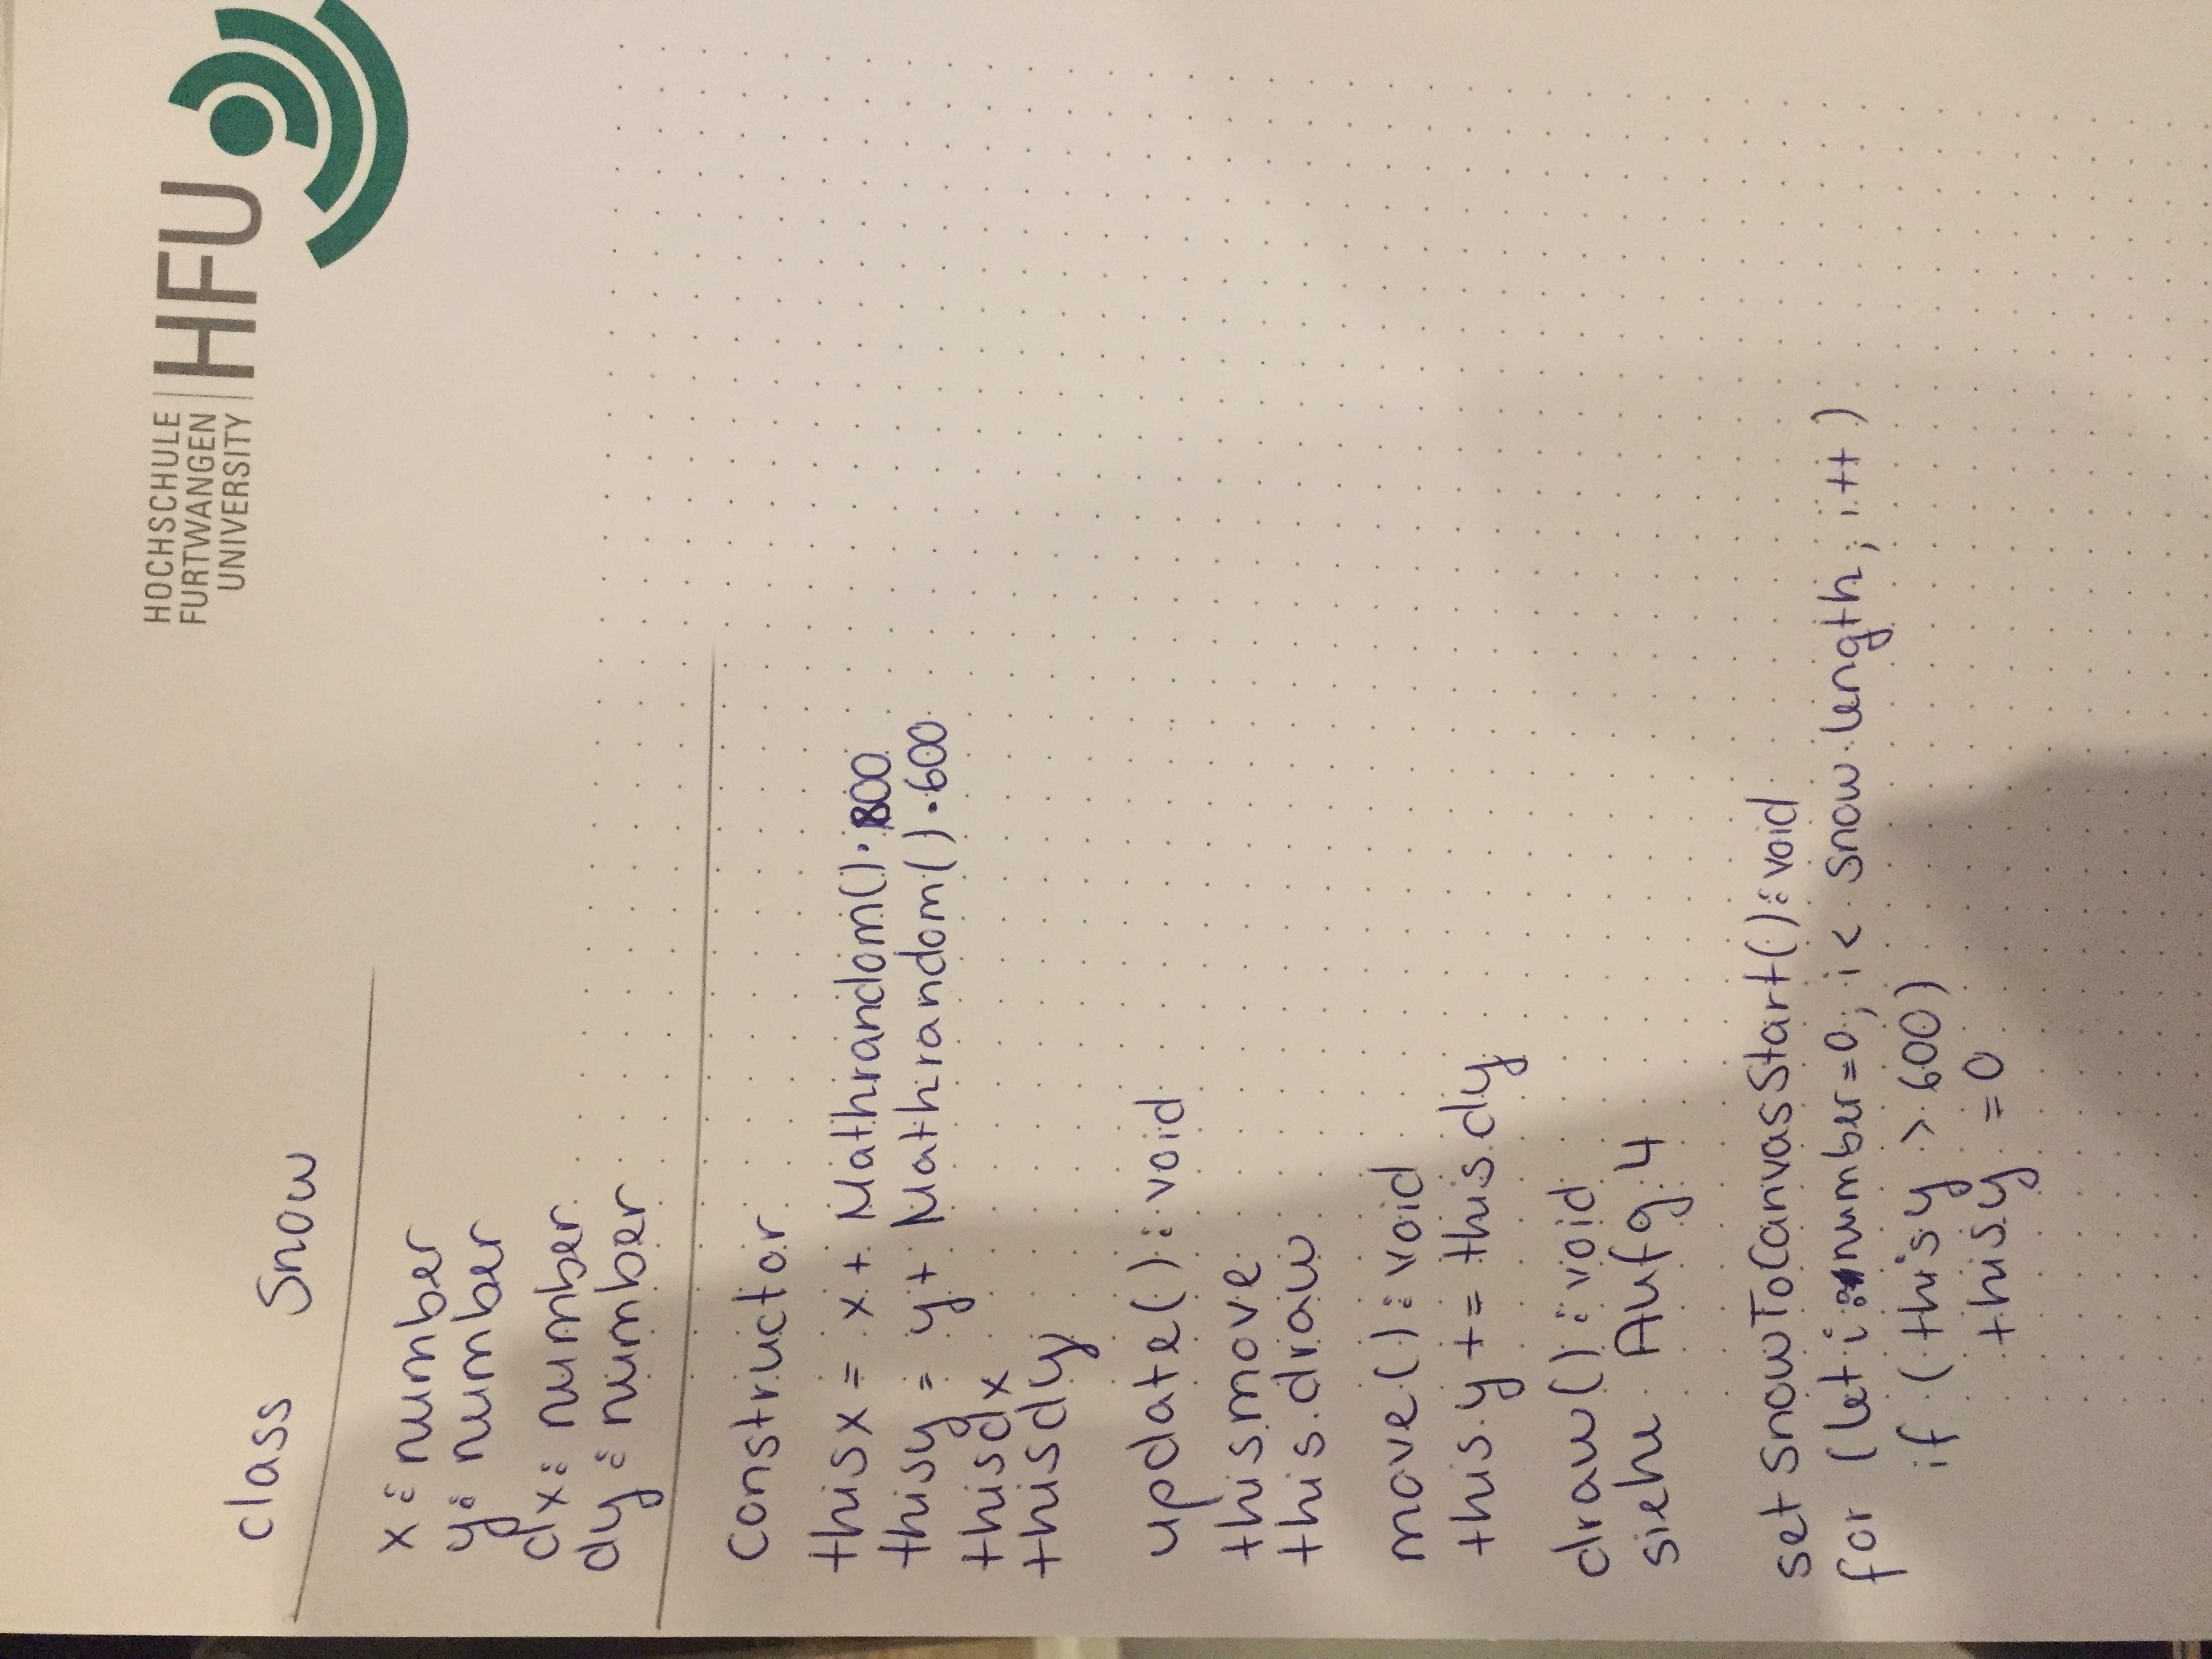 HOCHSCHULE
FURTWANGEN
UNIVERSITY
HFU
class Snow
x: number
y: number
dx: number
dy: number
Constructor
thisx = x + Mathrandom()·800
thisy = y + Mathrandom()·600
thisdx
thisdy
update(): void
thismove
this.draw
move(): void
this.y += this.dy
draw(): void
siehe Aufg. 4
set SnowToCanvasStart(): void
for (let i: number=0; i < snow.length; i++)
if (thisy > 600)
thisy = 0